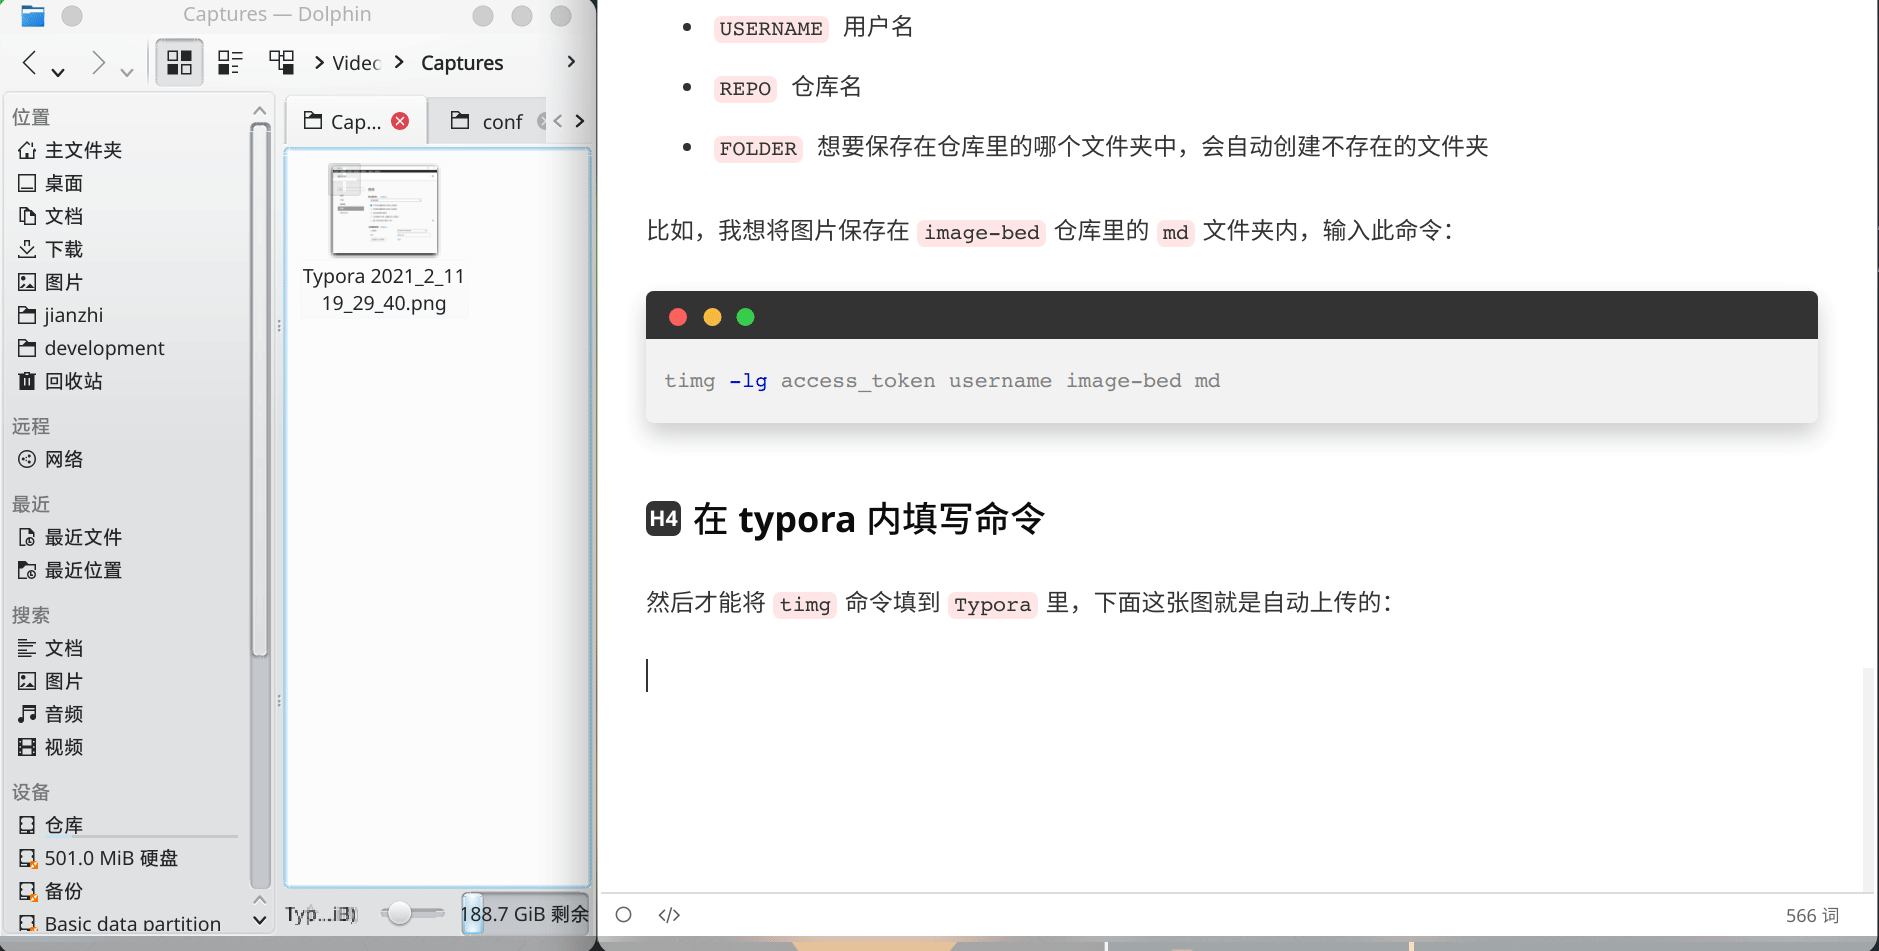 Captures — Dolphin
Captures
位置
主文件夹
桌面
文档
下载
图片
jianzhi
development
回收站
远程
网络
最近
最近文件
最近位置
搜索
文档
图片
音频
视频
设备
仓库
501.0 MiB 硬盘
备份
Basic data partition
Cap...
conf
Typora 2021_2_11
19_29_40.png
188.7 GiB 剩余
USERNAME 用户名
REPO 仓库名
FOLDER 想要保存在仓库里的哪个文件夹中，会自动创建不存在的文件夹
比如，我想将图片保存在 image-bed 仓库里的 md 文件夹内，输入此命令：
timg -lg access_token username image-bed md
H4 在 typora 内填写命令
然后才能将 timg 命令填到 Typora 里，下面这张图就是自动上传的：
</>
566 词